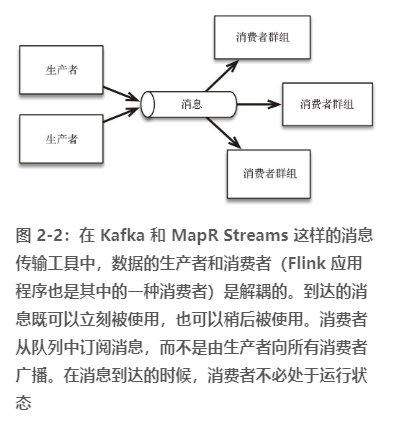 消费者群组
生产者
消息
消费者群组
生产者
消费者群组
图 2-2：在 Kafka 和 MapR Streams 这样的消息
传输工具中，数据的生产者和消费者（Flink 应用
程序也是其中的一种消费者）是解耦的。到达的消
息既可以立刻被使用，也可以稍后被使用。消费者
从队列中订阅消息，而不是由生产者向所有消费者
广播。在消息到达的时候，消费者不必处于运行状
态